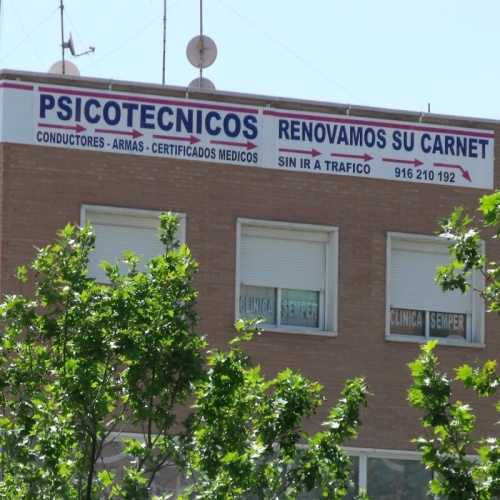 PSICOTECNICOS
CONDUCTORES - ARMAS - CERTIFICADOS MEDICOS
RENOVAMOS SU CARNET
SIN IR A TRAFICO 916 210 192
CLINICA SEMPER
CLINICA SEMPER